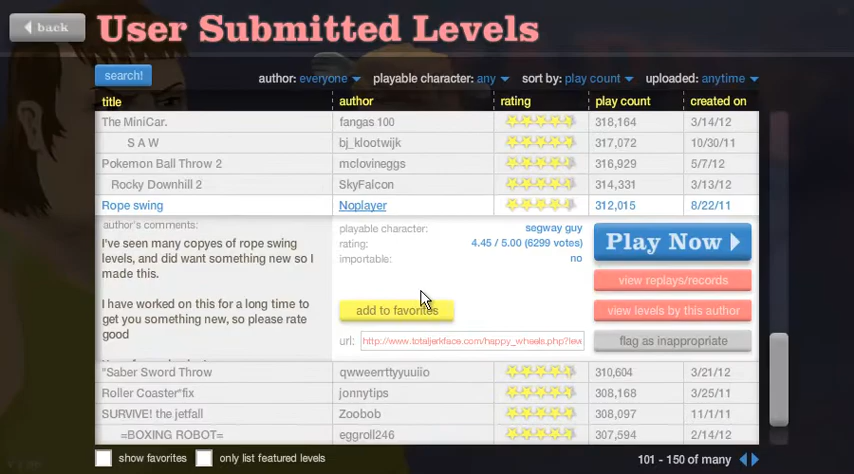 back
User Submitted Levels
search!
author: everyone playable character: any sort by: play count uploaded: anytime
title author rating play count created on
The MiniCar. fangas 100 318,164 3/14/12
S A W bj_klootwijk 317,072 10/30/11
Pokemon Ball Throw 2 mclovineggs 316,929 5/7/12
Rocky Downhill 2 SkyFalcon 314,331 3/13/12
Rope swing Noplayer 312,015 8/22/11
author's comments:
I've seen many copyes of rope swing
levels, and did want something new so I
made this.
I have worked on this for a long time to
get you something new, so please rate
good
playable character: segway guy
rating: 4.45 / 5.00 (6299 votes)
importable: no
add to favorites
url: http://www.totaljerkface.com/happy_wheels.php?lev
Play Now
view replays/records
view levels by this author
flag as inappropriate
"Saber Sword Throw qwweerrttyyuuiio 310,604 3/21/12
Roller Coaster*fix jonnytips 308,168 3/25/11
SURVIVE! the jetfall Zoobob 308,097 11/1/11
=BOXING ROBOT= eggroll246 307,594 2/14/12
show favorites only list featured levels 101 - 150 of many